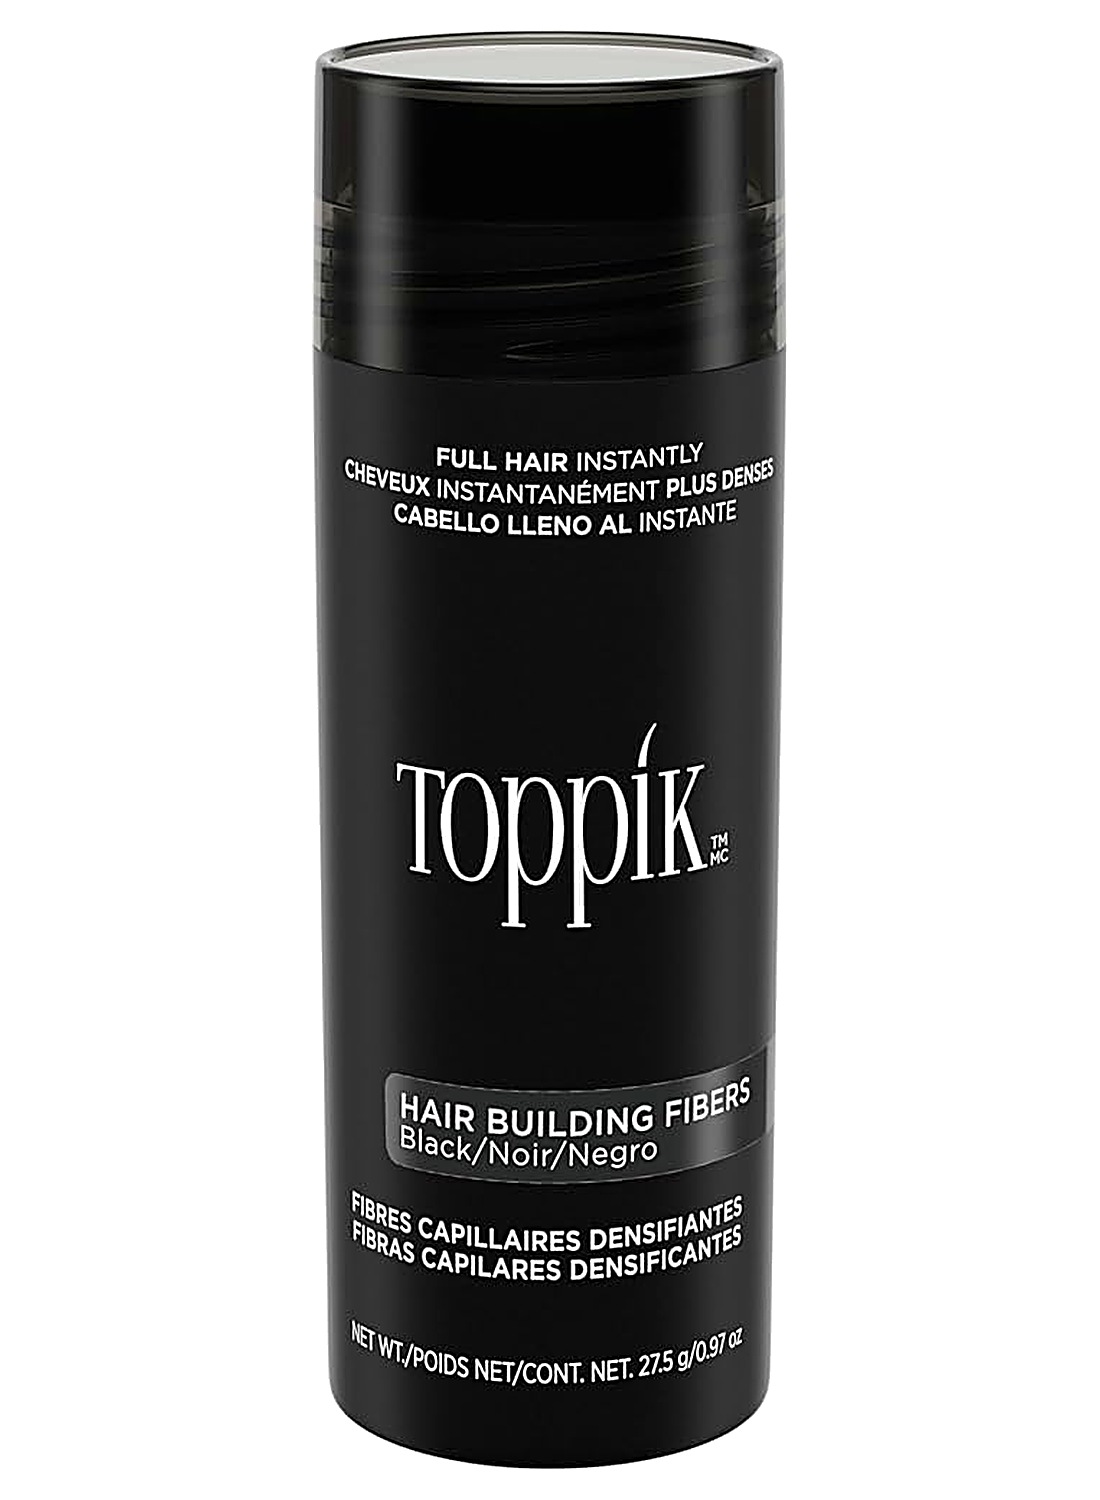 FULL HAIR INSTANTLY
CHEVEUX INSTANTANÉMENT PLUS DENSES
CABELLO LLENO AL INSTANTE
Toppík
TM
MC
HAIR BUILDING FIBERS
Black/Noir/Negro
FIBRES CAPILLAIRES DENSIFIANTES
FIBRAS CAPILARES DENSIFICANTES
NET WT./POIDS NET/CONT. NET. 27.5 g/0.97 oz